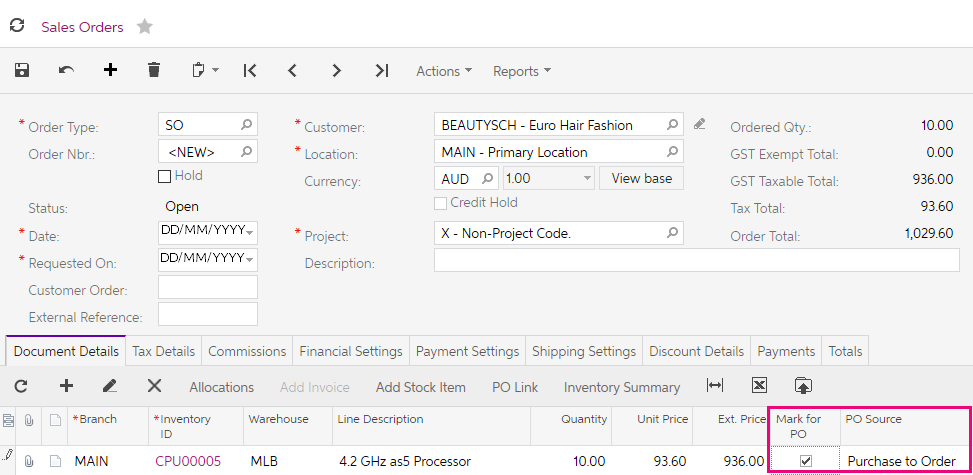 Sales Orders
Actions Reports
* Order Type: SO * Customer: BEAUTYSCH - Euro Hair Fashion Ordered Qty.: 10.00
Order Nbr.: <NEW> * Location: MAIN - Primary Location GST Exempt Total: 0.00
Hold Currency: AUD 1.00 View base GST Taxable Total: 936.00
Status: Open Credit Hold Tax Total: 93.60
* Date: DD/MM/YYYY * Project: X - Non-Project Code. Order Total: 1,029.60
* Requested On: DD/MM/YYYY Description:
Customer Order:
External Reference:
Document Details Tax Details Commissions Financial Settings Payment Settings Shipping Settings Discount Details Payments Totals
Allocations Add Invoice Add Stock Item PO Link Inventory Summary
*Branch *Inventory ID Warehouse Line Description Quantity Unit Price Ext. Price Mark for PO PO Source
MAIN CPU00005 MLB 4.2 GHz as5 Processor 10.00 93.60 936.00 Purchase to Order